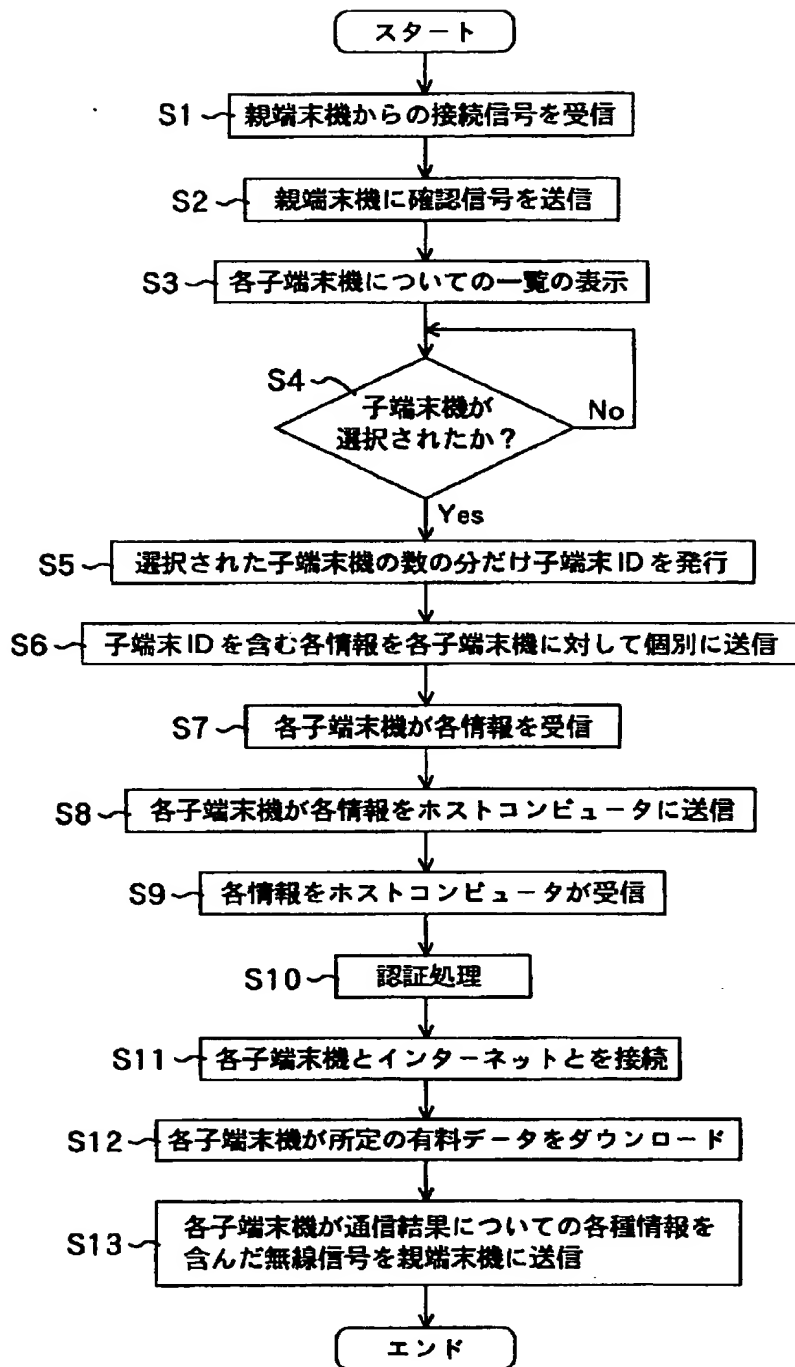 スタート
S1 親端末機からの接続信号を受信
S2 親端末機に確認信号を送信
S3 各子端末機についての一覧の表示
S4
子端末機が
選択されたか？
No
Yes
S5 選択された子端末機の数の分だけ子端末IDを発行
S6 子端末IDを含む各情報を各子端末機に対して個別に送信
S7 各子端末機が各情報を受信
S8 各子端末機が各情報をホストコンピュータに送信
S9 各情報をホストコンピュータが受信
S10 認証処理
S11 各子端末機とインターネットとを接続
S12 各子端末機が所定の有料データをダウンロード
S13 各子端末機が通信結果についての各種情報を
含んだ無線信号を親端末機に送信
エンド